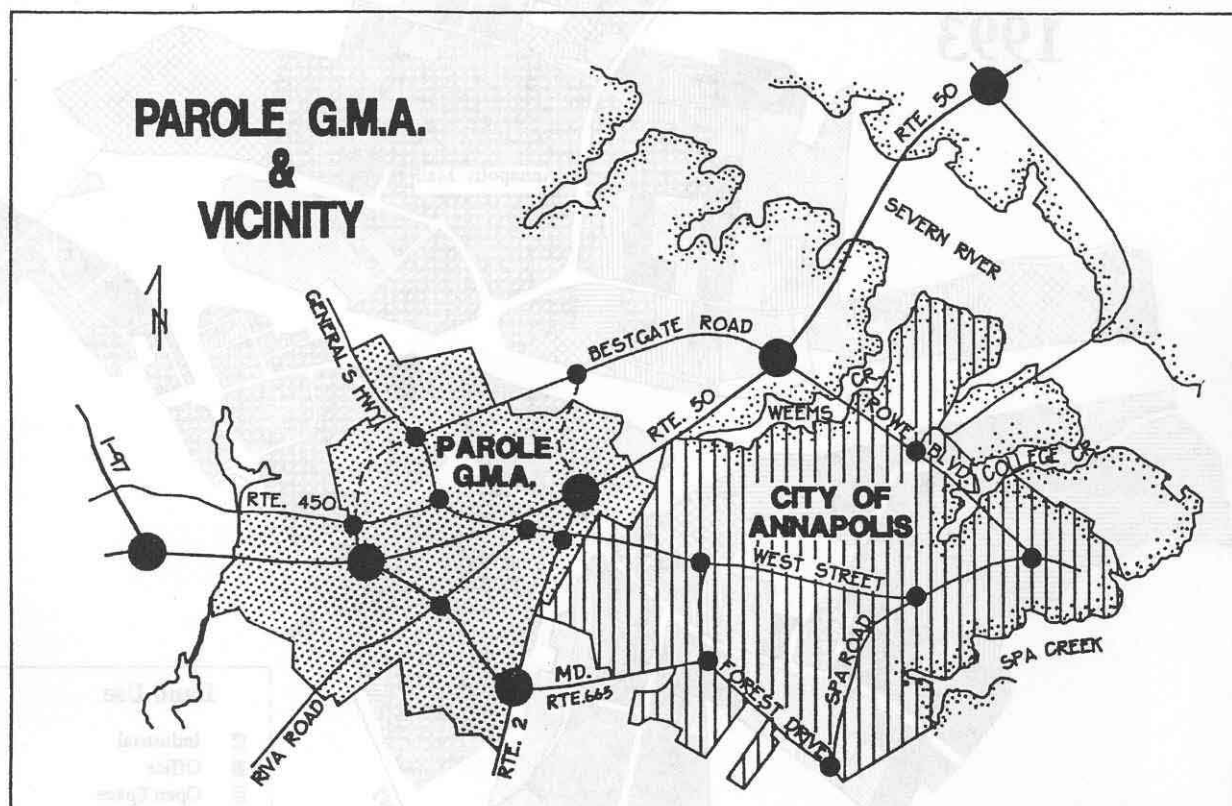 PAROLE G.M.A.
&
VICINITY
N
RTE. 50
SEVERN RIVER
GENERAL'S HWY.
BESTGATE ROAD
RTE. 50
WEEMS
CR.
ROWE BLVD.
COLLEGE CR.
PAROLE
G.M.A.
I-97
RTE. 450
CITY OF
ANNAPOLIS
WEST STREET
SPA ROAD
SPA CREEK
MD.
RTE. 665
FOREST DRIVE
RIVA ROAD
RTE. 2
1993
Annapolis Mall
Land Use
Industrial
Office
Open Space